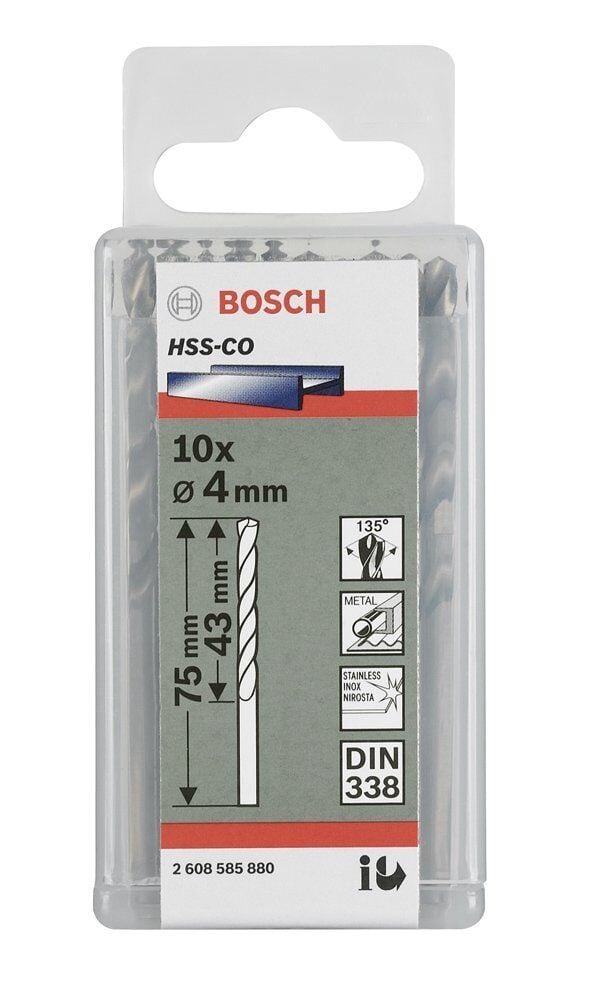 BOSCH
HSS-CO
10x
Ø 4 mm
75 mm
43 mm
135°
METAL
STAINLESS
INOX
NIROSTA
DIN
338
2 608 585 880